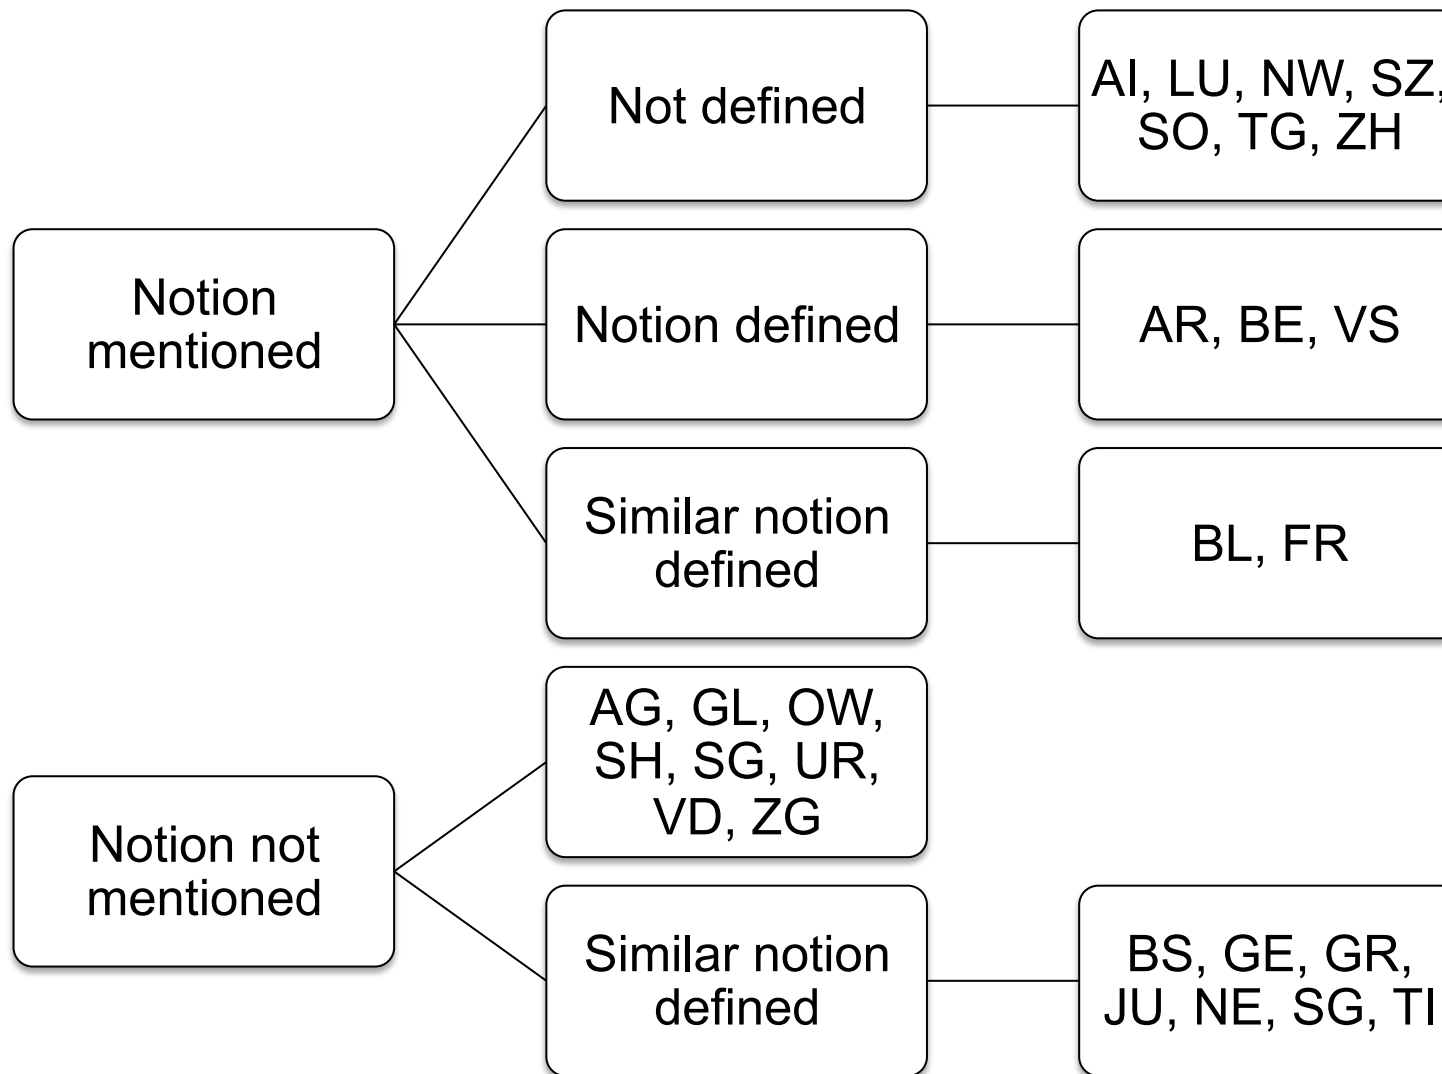 Notion
mentioned
Not defined
AI, LU, NW, SZ,
SO, TG, ZH
Notion defined
AR, BE, VS
Similar notion
defined
BL, FR
Notion not
mentioned
AG, GL, OW,
SH, SG, UR,
VD, ZG
Similar notion
defined
BS, GE, GR,
JU, NE, SG, TI